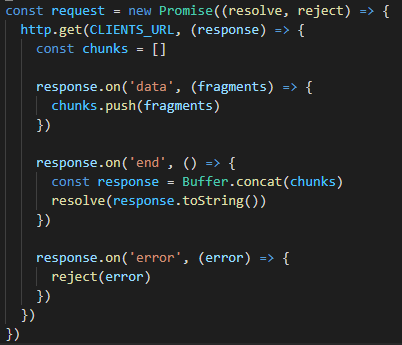 const request = new Promise((resolve, reject) => {
  http.get(CLIENTS_URL, (response) => {
    const chunks = []

    response.on('data', (fragments) => {
      chunks.push(fragments)
    })

    response.on('end', () => {
      const response = Buffer.concat(chunks)
      resolve(response.toString())
    })

    response.on('error', (error) => {
      reject(error)
    })
  })
})